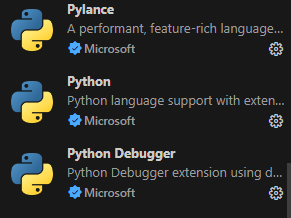 Pylance
A performant, feature-rich language...
Microsoft
Python
Python language support with exten...
Microsoft
Python Debugger
Python Debugger extension using d...
Microsoft